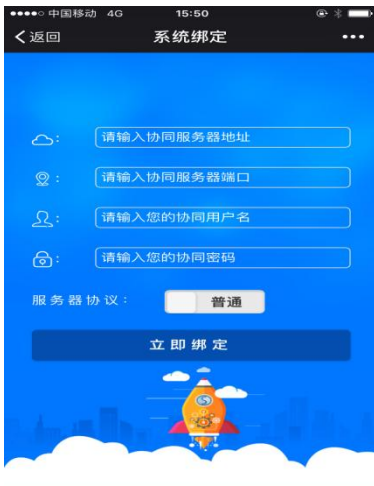 中国移动 4G 15:50
返回 系统绑定
: 请输入协同服务器地址
: 请输入协同服务器端口
: 请输入您的协同用户名
: 请输入您的协同密码
服务器协议: 普通
立即绑定